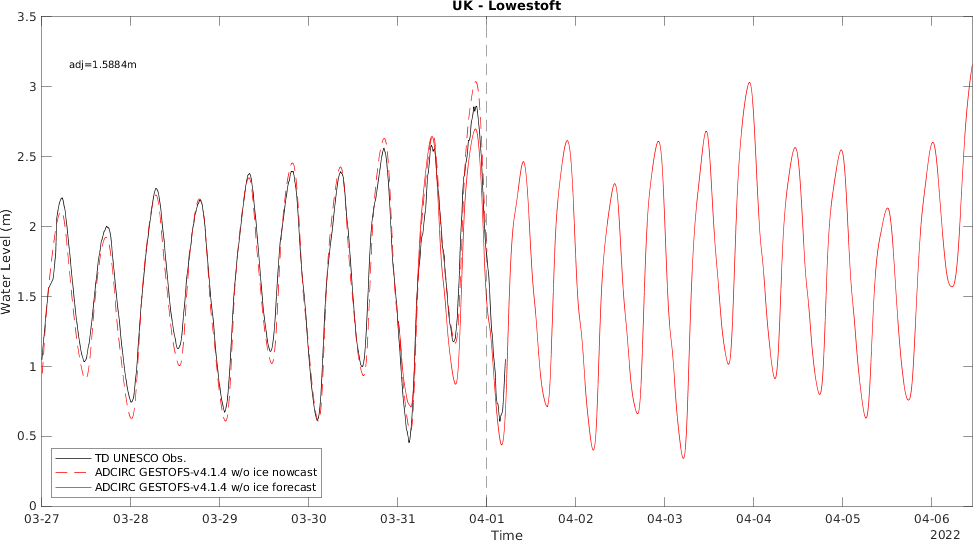 UK - Lowestoft
3.5
3
2.5
2
1.5
1
0.5
0
Water Level (m)
adj=1.5884m
TD UNESCO Obs.
ADCIRC GESTOFS-v4.1.4 w/o ice nowcast
ADCIRC GESTOFS-v4.1.4 w/o ice forecast
03-27 03-28 03-29 03-30 03-31 04-01 04-02 04-03 04-04 04-05 04-06
Time
2022